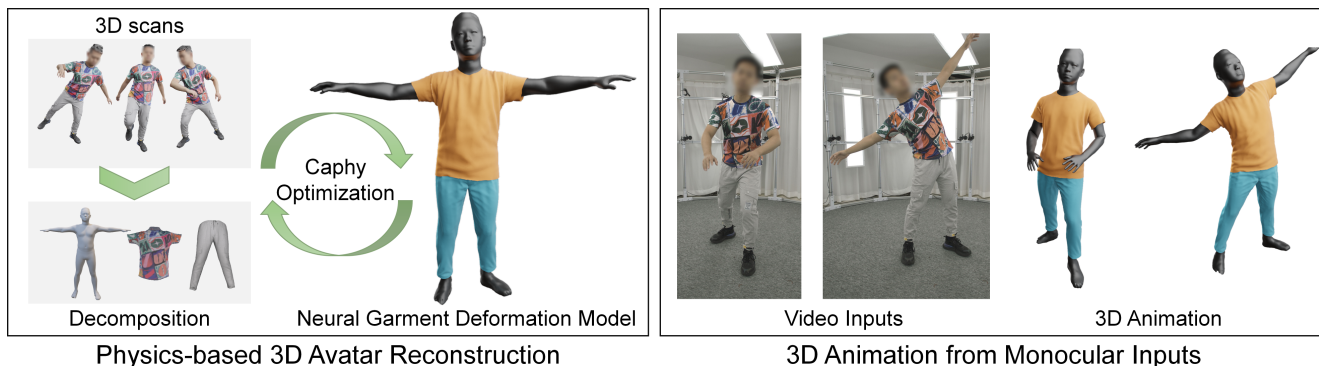 3D scans
Caphy
Optimization
Decomposition
Neural Garment Deformation Model
Physics-based 3D Avatar Reconstruction
Video Inputs
3D Animation
3D Animation from Monocular Inputs